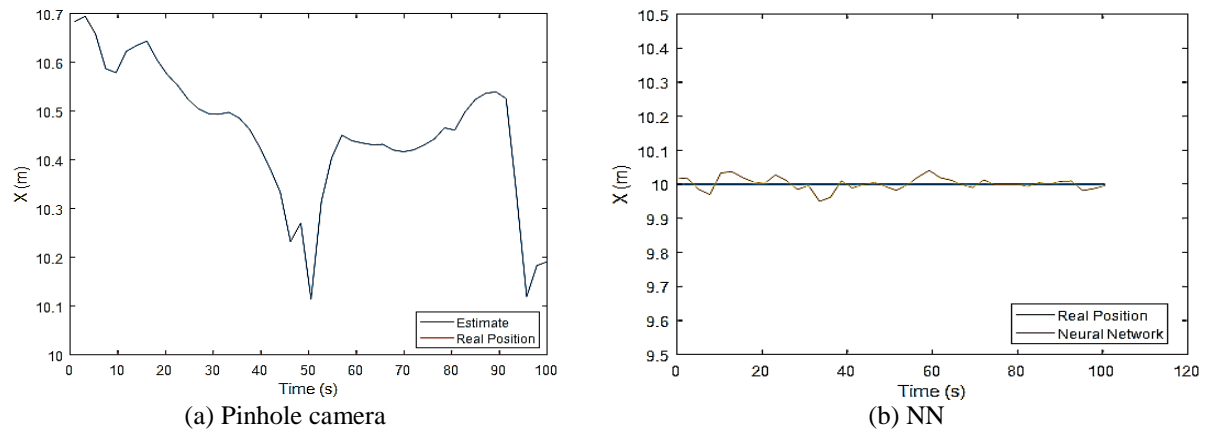 10.7
10.6
10.5
10.4
10.3
10.2
10.1
10
X (m)
0 10 20 30 40 50 60 70 80 90 100
Time (s)
Estimate
Real Position
(a) Pinhole camera
10.5
10.4
10.3
10.2
10.1
10
9.9
9.8
9.7
9.6
9.5
X (m)
0 20 40 60 80 100 120
Time (s)
Real Position
Neural Network
(b) NN